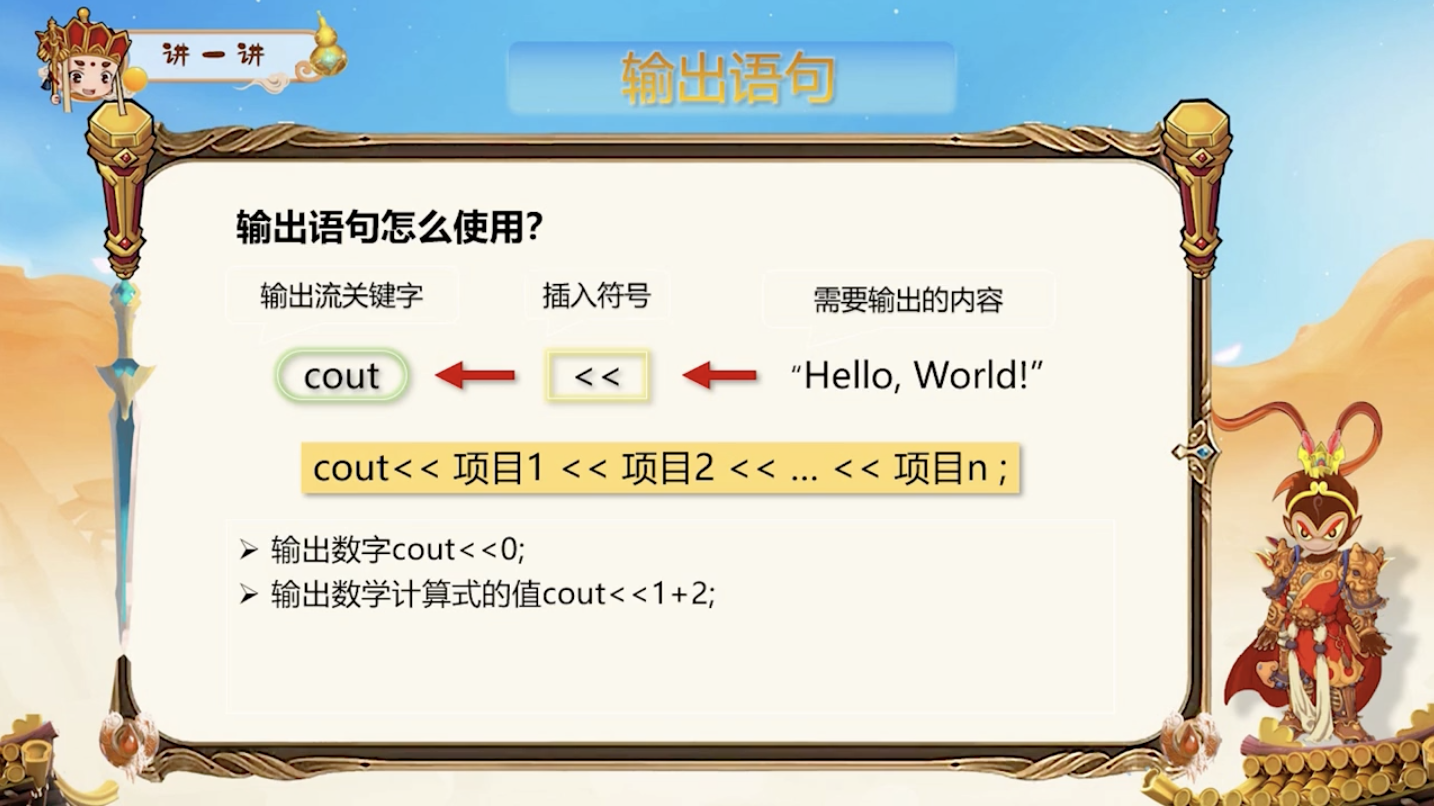 讲一讲
输出语句
输出语句怎么使用?
输出流关键字 插入符号 需要输出的内容
cout << “Hello, World!”
cout<< 项目1 << 项目2 << ... << 项目n ;
➢ 输出数字cout<<0;
➢ 输出数学计算式的值cout<<1+2;